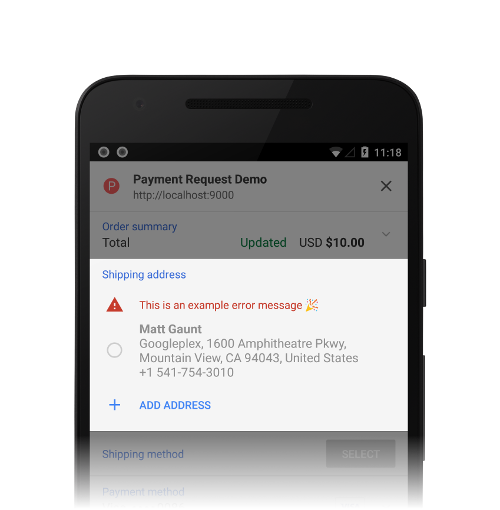 11:18
P
Payment Request Demo
http://localhost:9000
Order summary
Total Updated USD $10.00
Shipping address
This is an example error message 🎉
Matt Gaunt
Googleplex, 1600 Amphitheatre Pkwy,
Mountain View, CA 94043, United States
+1 541-754-3010
+ ADD ADDRESS
Shipping method SELECT
Payment method